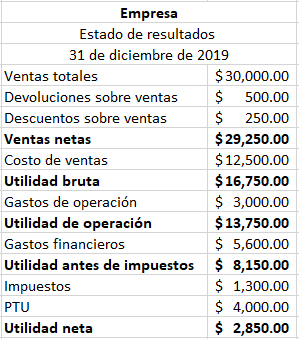 Empresa
Estado de resultados
31 de diciembre de 2019
Ventas totales $30,000.00
Devoluciones sobre ventas $ 500.00
Descuentos sobre ventas $ 250.00
Ventas netas $29,250.00
Costo de ventas $12,500.00
Utilidad bruta $16,750.00
Gastos de operación $ 3,000.00
Utilidad de operación $13,750.00
Gastos financieros $ 5,600.00
Utilidad antes de impuestos $ 8,150.00
Impuestos $ 1,300.00
PTU $ 4,000.00
Utilidad neta $ 2,850.00